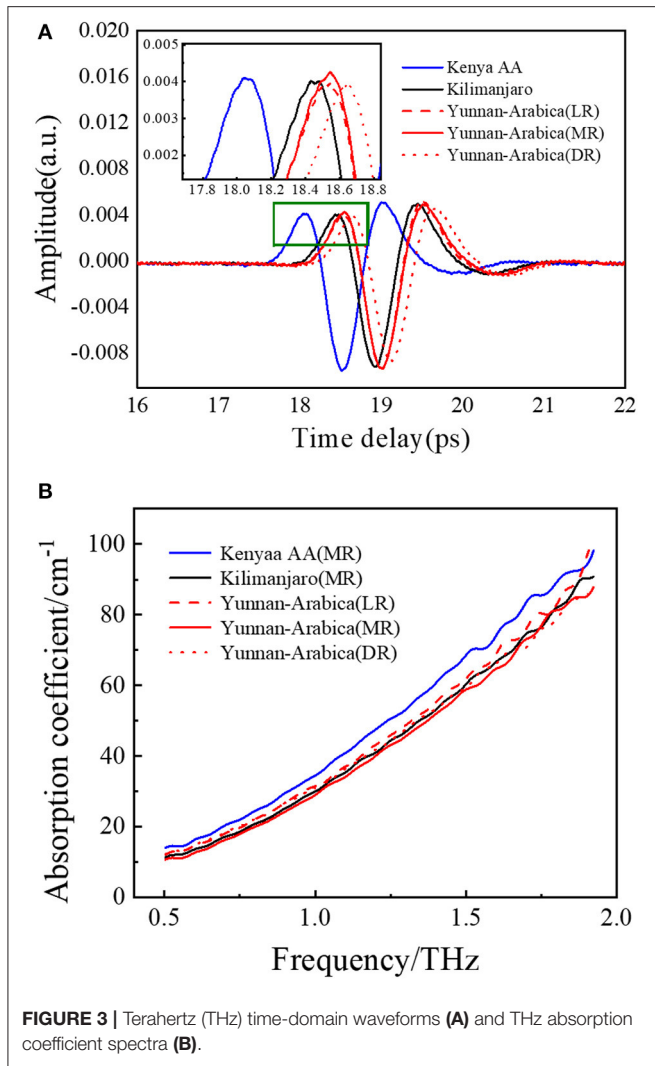 A
0.020
0.016
0.012
0.008
0.004
0.000
-0.004
-0.008
Amplitude(a.u.)
0.005
0.004
0.003
0.002
17.8 18.0 18.2 18.4 18.6 18.8
Kenya AA
Kilimanjaro
Yunnan-Arabica(LR)
Yunnan-Arabica(MR)
Yunnan-Arabica(DR)
16 17 18 19 20 21 22
Time delay(ps)
B
100
80
60
40
20
0
Absorption coefficient/cm⁻¹
Kenyaa AA(MR)
Kilimanjaro(MR)
Yunnan-Arabica(LR)
Yunnan-Arabica(MR)
Yunnan-Arabica(DR)
0.5 1.0 1.5 2.0
Frequency/THz
FIGURE 3 | Terahertz (THz) time-domain waveforms (A) and THz absorption
coefficient spectra (B).